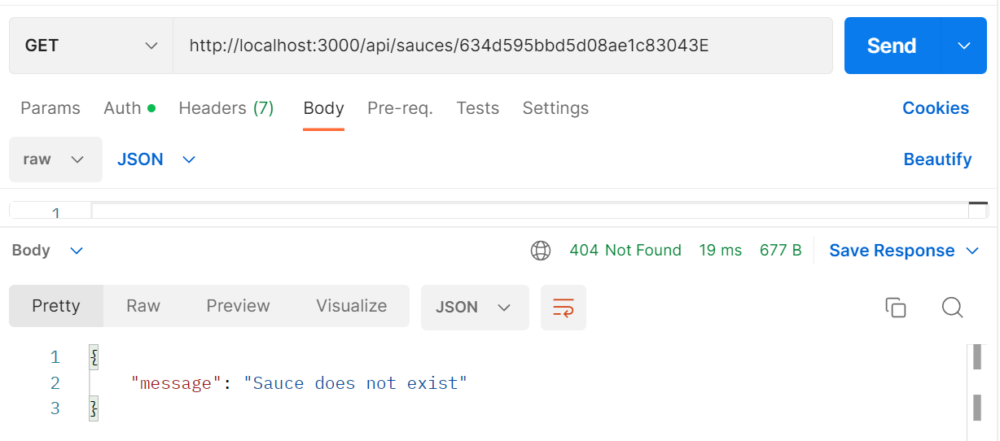 GET http://localhost:3000/api/sauces/634d595bbd5d08ae1c83043E Send
Params Auth Headers (7) Body Pre-req. Tests Settings Cookies
raw JSON Beautify
1
Body 404 Not Found 19 ms 677 B Save Response
Pretty Raw Preview Visualize JSON
1 {
2 "message": "Sauce does not exist"
3 }